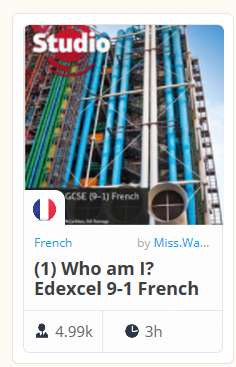 Studio
GCSE (9–1) French
French
by Miss.Wa...
(1) Who am I?
Edexcel 9-1 French
4.99k
3h